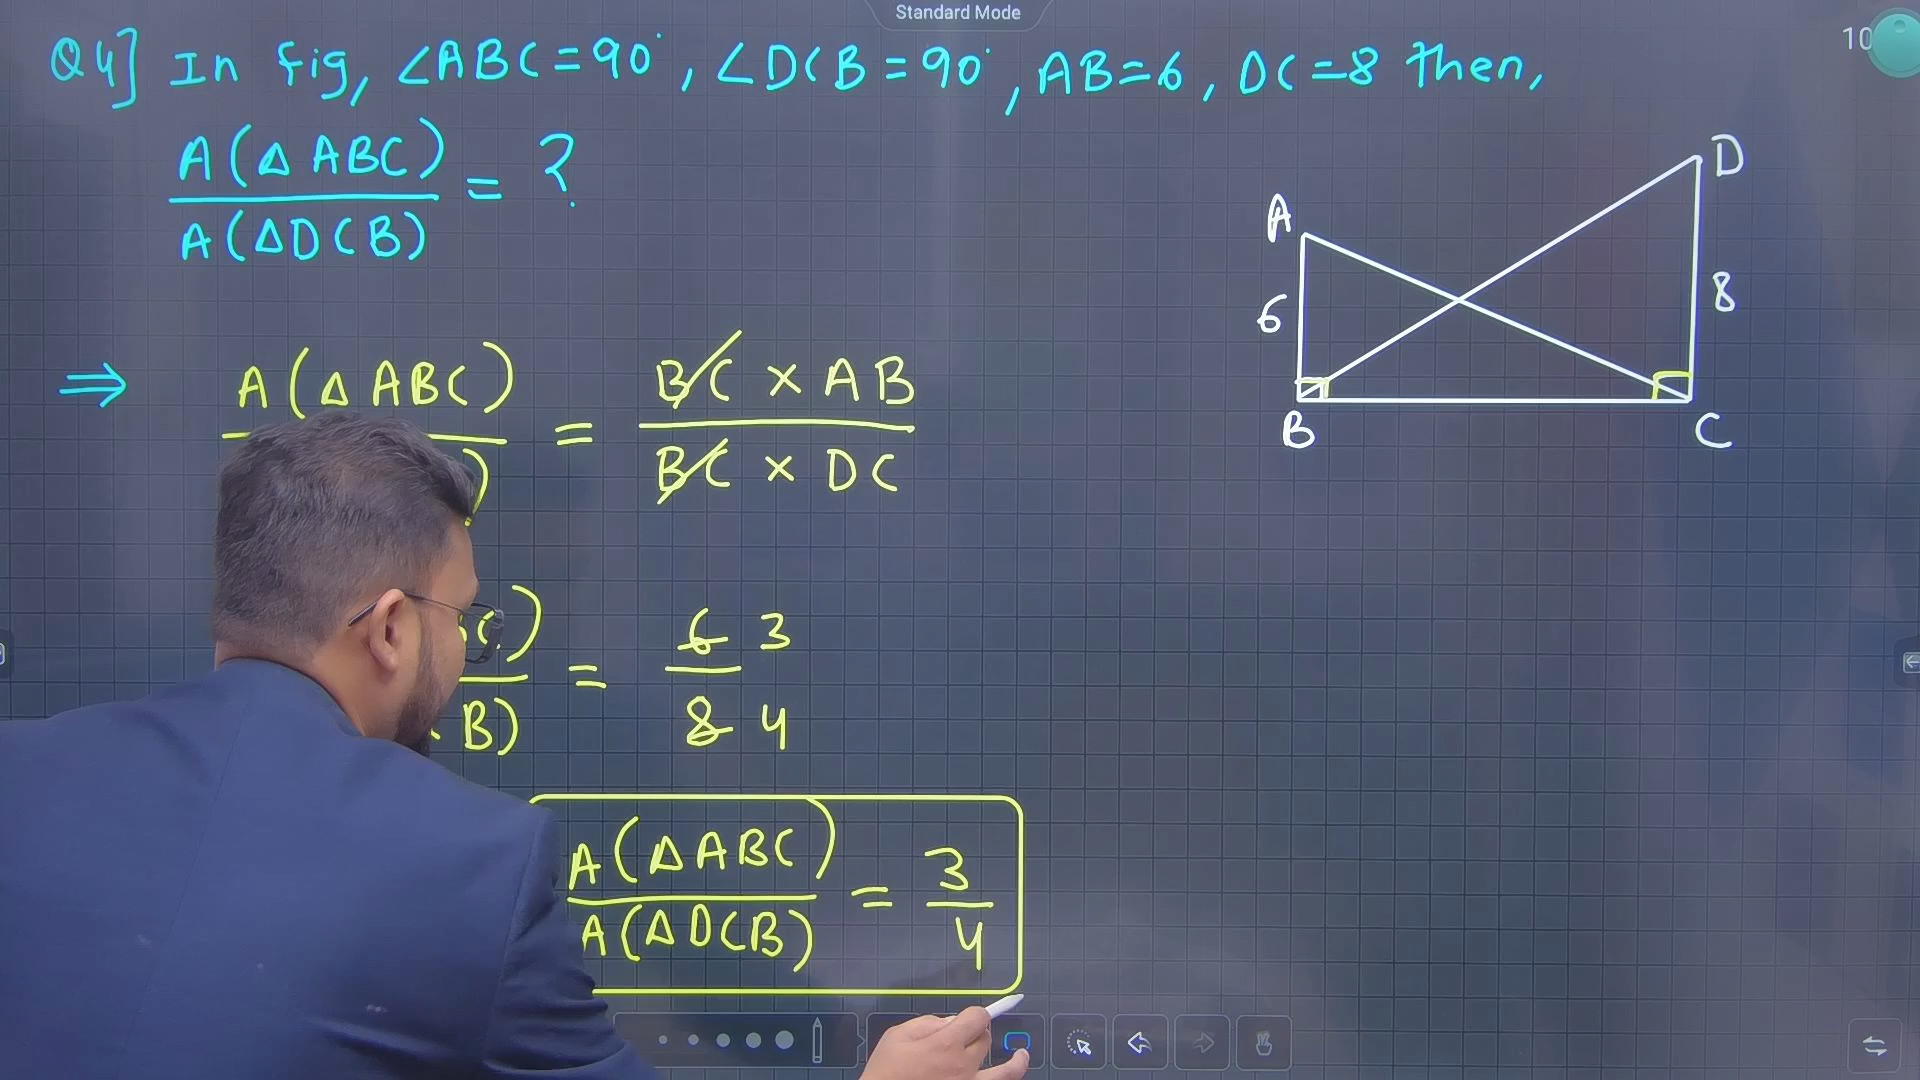 Standard Mode
10
Q4] In fig, ∠ABC=90°, ∠DCB=90°, AB=6, DC=8 then,
A(△ABC)
A(△DCB)
= ?
D
A
6
8
B
C
⇒ A(△ABC)
)
= BC × AB
BC × DC
C)
B)
= 6 3
8 4
A(△ABC)
A(△DCB)
= 3
4